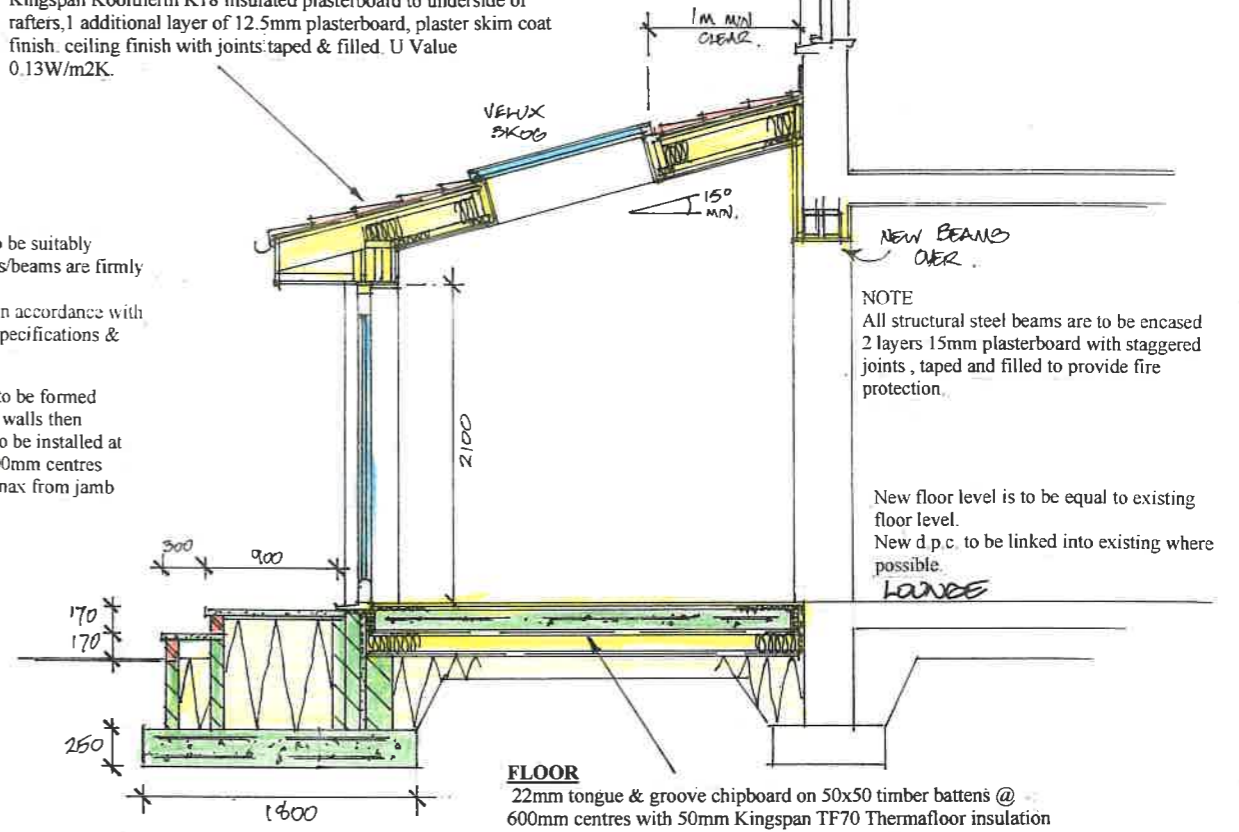 Kingspan Kooltherm K18 insulated plasterboard to underside of
rafters,1 additional layer of 12.5mm plasterboard, plaster skim coat
finish. ceiling finish with joints taped & filled. U Value
0.13W/m2K.
1M MIN
CLEAR.
VELUX
15°
MIN.
be suitably
s/beams are firmly
n accordance with
pecifications &
to be formed
walls then
o be installed at
00mm centres
max from jamb
NEW BEAMS
OVER.
NOTE
All structural steel beams are to be encased
2 layers 15mm plasterboard with staggered
joints , taped and filled to provide fire
protection.
2100
New floor level is to be equal to existing
floor level.
New d.p.c. to be linked into existing where
possible.
LOUNGE
300
900
170
170
250
1800
FLOOR
22mm tongue & groove chipboard on 50x50 timber battens @
600mm centres with 50mm Kingspan TF70 Thermafloor insulation